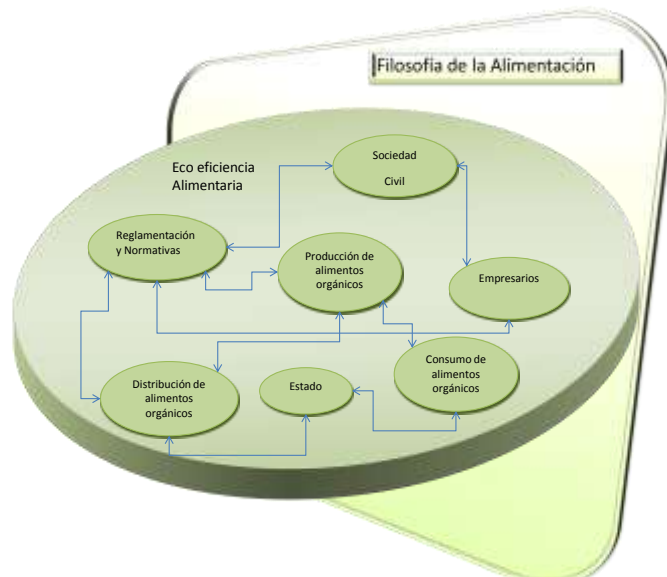 Filosofía de la Alimentación
Eco eficiencia
Alimentaria
Sociedad
Civil
Reglamentación
y Normativas
Producción de
alimentos
orgánicos
Empresarios
Distribución de
alimentos
orgánicos
Estado
Consumo de
alimentos
orgánicos